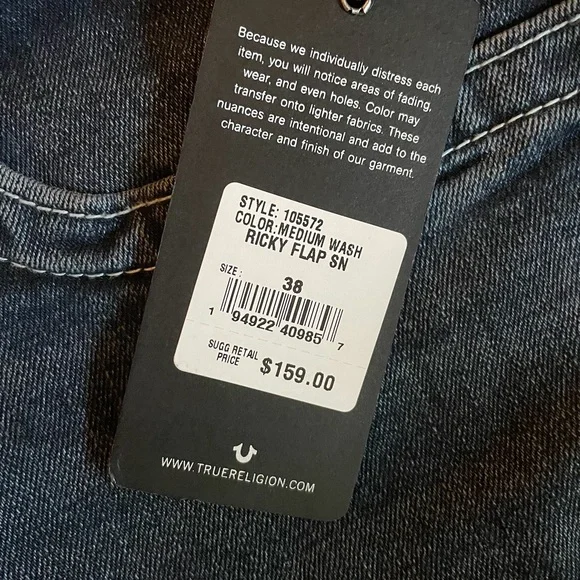 Because we individually distress each
item, you will notice areas of fading,
wear, and even holes. Color may
transfer onto lighter fabrics. These
nuances are intentional and add to the
character and finish of our garment.
STYLE: 105572
COLOR:MEDIUM WASH
RICKY FLAP SN
SIZE:
38
1 94922 40985 7
SUGG RETAIL
PRICE $159.00
WWW.TRUERELIGION.COM